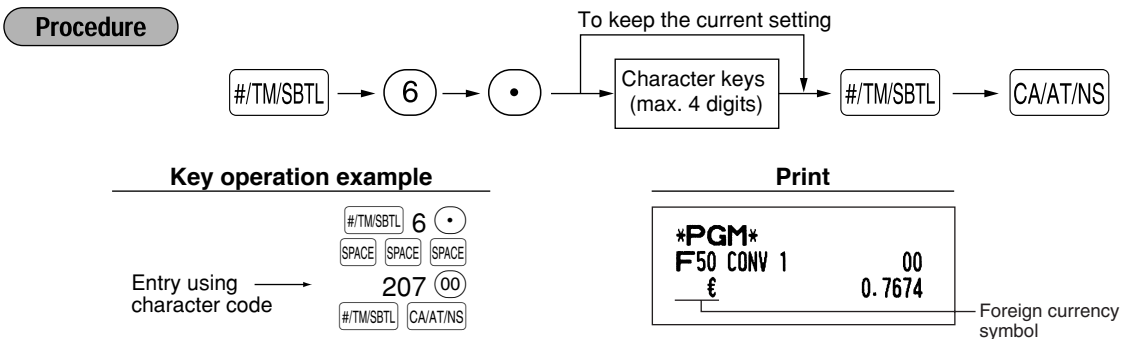 Procedure
To keep the current setting
#/TM/SBTL 6 • Character keys (max. 4 digits) #/TM/SBTL CA/AT/NS
Key operation example
#/TM/SBTL 6 •
SPACE SPACE SPACE
Entry using character code
207 00
#/TM/SBTL CA/AT/NS
Print
*PGM*
F50 CONV 1 00
€ 0.7674
Foreign currency
symbol